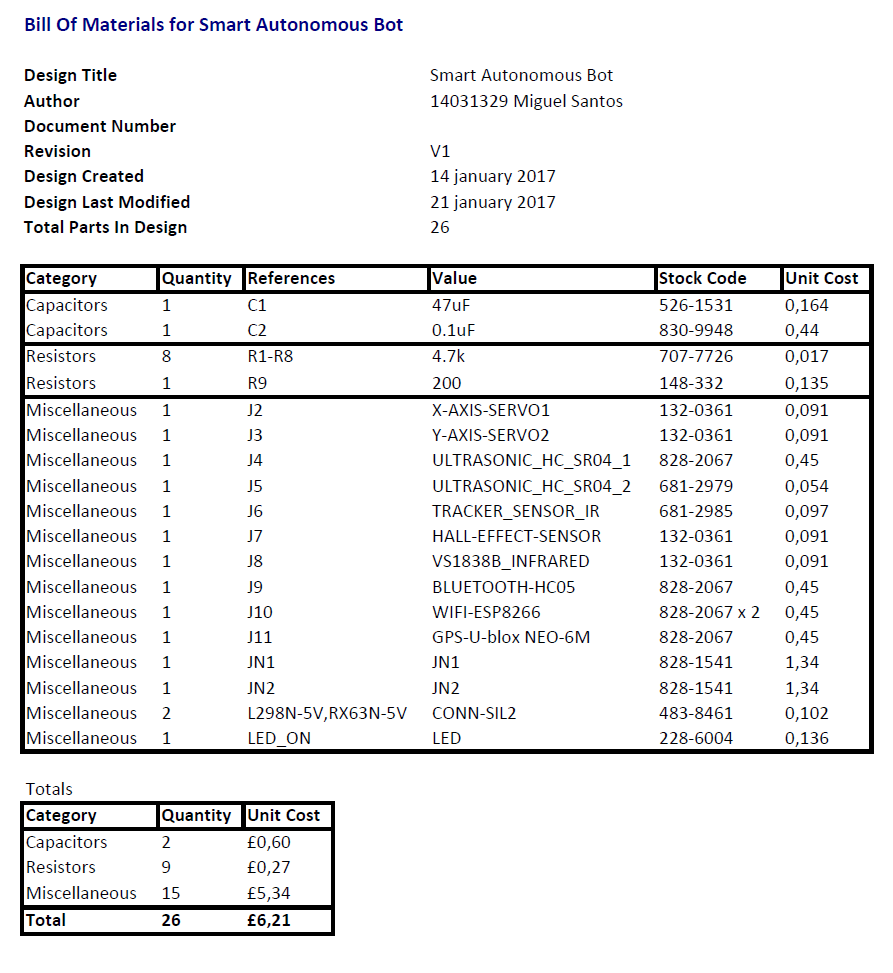 Bill Of Materials for Smart Autonomous Bot
Design Title Smart Autonomous Bot
Author 14031329 Miguel Santos
Document Number
Revision V1
Design Created 14 january 2017
Design Last Modified 21 january 2017
Total Parts In Design 26
Category Quantity References Value Stock Code Unit Cost
Capacitors 1 C1 47uF 526-1531 0,164
Capacitors 1 C2 0.1uF 830-9948 0,44
Resistors 8 R1-R8 4.7k 707-7726 0,017
Resistors 1 R9 200 148-332 0,135
Miscellaneous 1 J2 X-AXIS-SERVO1 132-0361 0,091
Miscellaneous 1 J3 Y-AXIS-SERVO2 132-0361 0,091
Miscellaneous 1 J4 ULTRASONIC_HC_SR04_1 828-2067 0,45
Miscellaneous 1 J5 ULTRASONIC_HC_SR04_2 681-2979 0,054
Miscellaneous 1 J6 TRACKER_SENSOR_IR 681-2985 0,097
Miscellaneous 1 J7 HALL-EFFECT-SENSOR 132-0361 0,091
Miscellaneous 1 J8 VS1838B_INFRARED 132-0361 0,091
Miscellaneous 1 J9 BLUETOOTH-HC05 828-2067 0,45
Miscellaneous 1 J10 WIFI-ESP8266 828-2067 x 2 0,45
Miscellaneous 1 J11 GPS-U-blox NEO-6M 828-2067 0,45
Miscellaneous 1 JN1 JN1 828-1541 1,34
Miscellaneous 1 JN2 JN2 828-1541 1,34
Miscellaneous 2 L298N-5V,RX63N-5V CONN-SIL2 483-8461 0,102
Miscellaneous 1 LED_ON LED 228-6004 0,136
Totals
Category Quantity Unit Cost
Capacitors 2 £0,60
Resistors 9 £0,27
Miscellaneous 15 £5,34
Total 26 £6,21